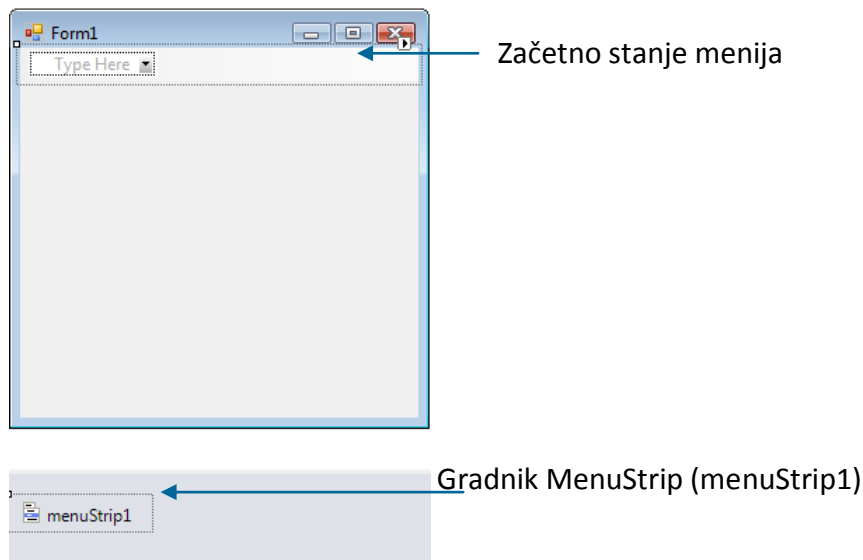 Form1
Začetno stanje menija
Type Here
Gradnik MenuStrip (menuStrip1)
menuStrip1